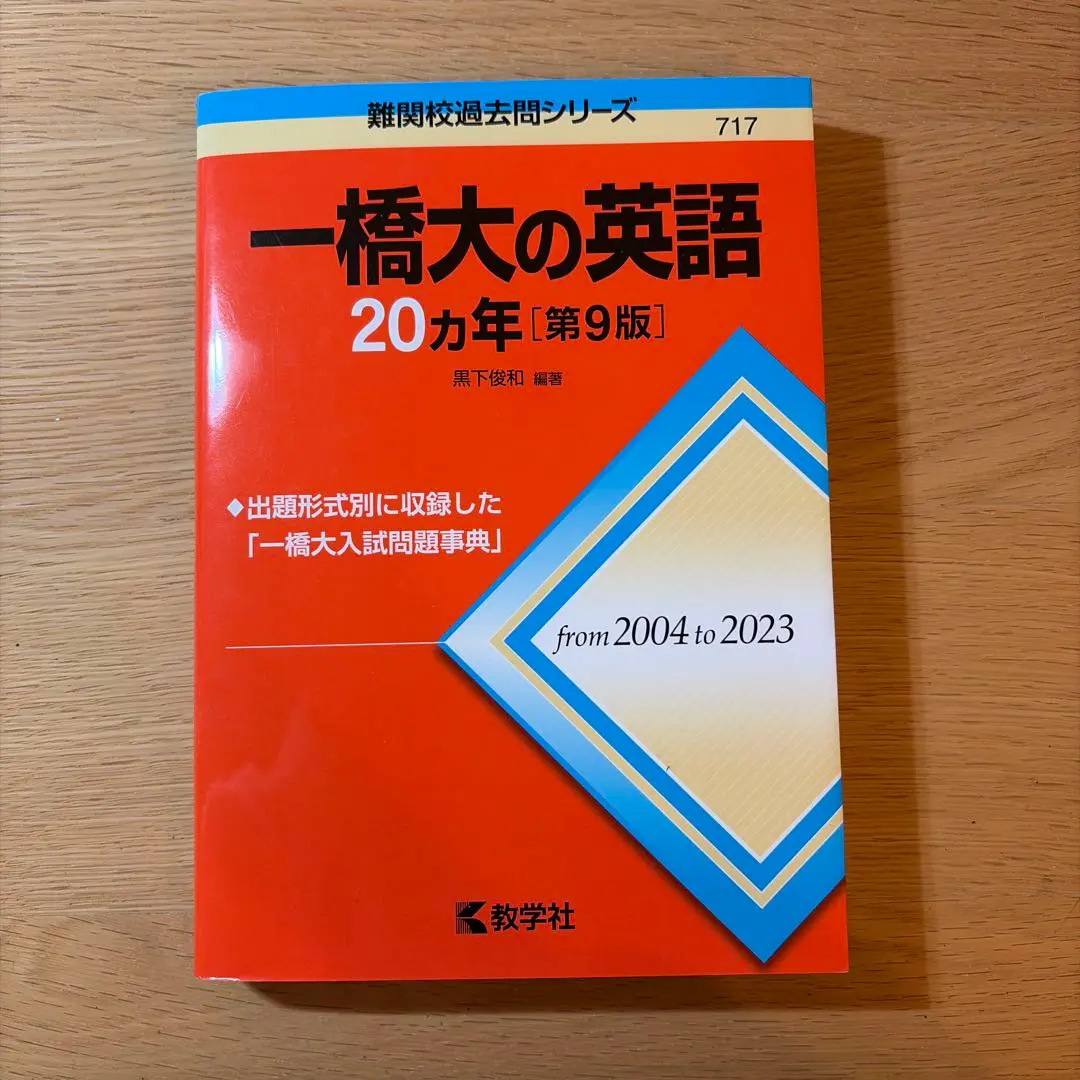 難関校過去問シリーズ
717
一橋大の英語
20ヵ年[第9版]
黒下俊和 編著
◆出題形式別に収録した
「一橋大入試問題事典」
from 2004 to 2023
教学社